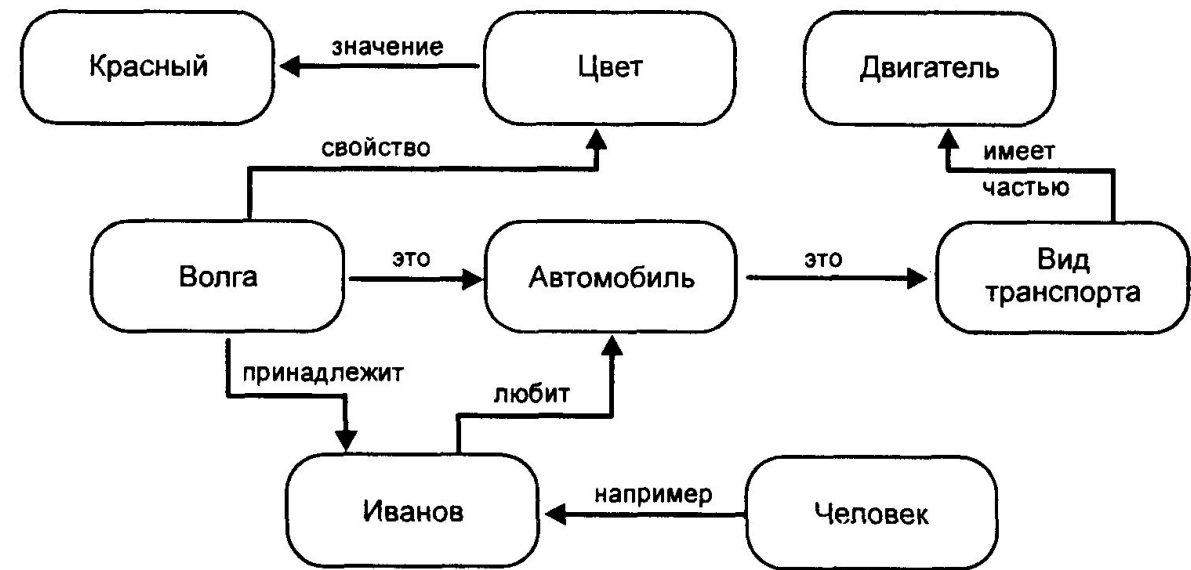 Красный
значение
Цвет
Двигатель
свойство
имеет
частью
Волга
это
Автомобиль
это
Вид
транспорта
принадлежит
любит
Иванов
например
Человек